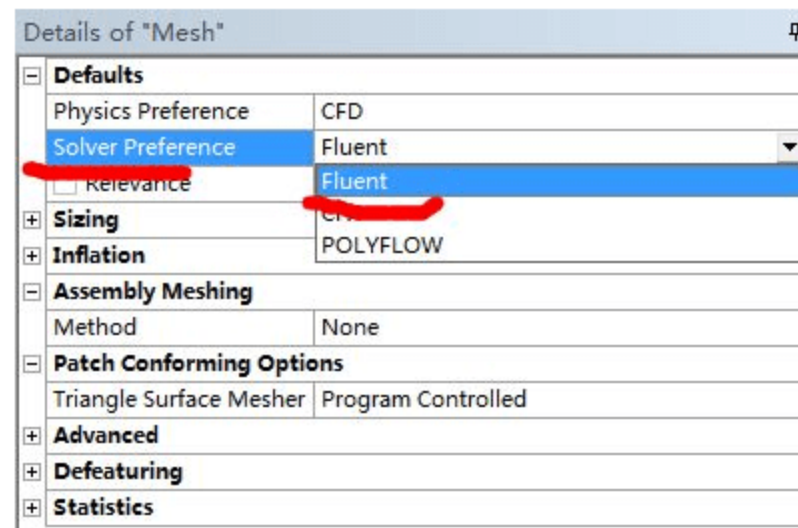 Details of "Mesh"
Defaults
Physics Preference CFD
Solver Preference Fluent
Relevance Fluent
Sizing
Inflation POLYFLOW
Assembly Meshing
Method None
Patch Conforming Options
Triangle Surface Mesher Program Controlled
Advanced
Defeaturing
Statistics